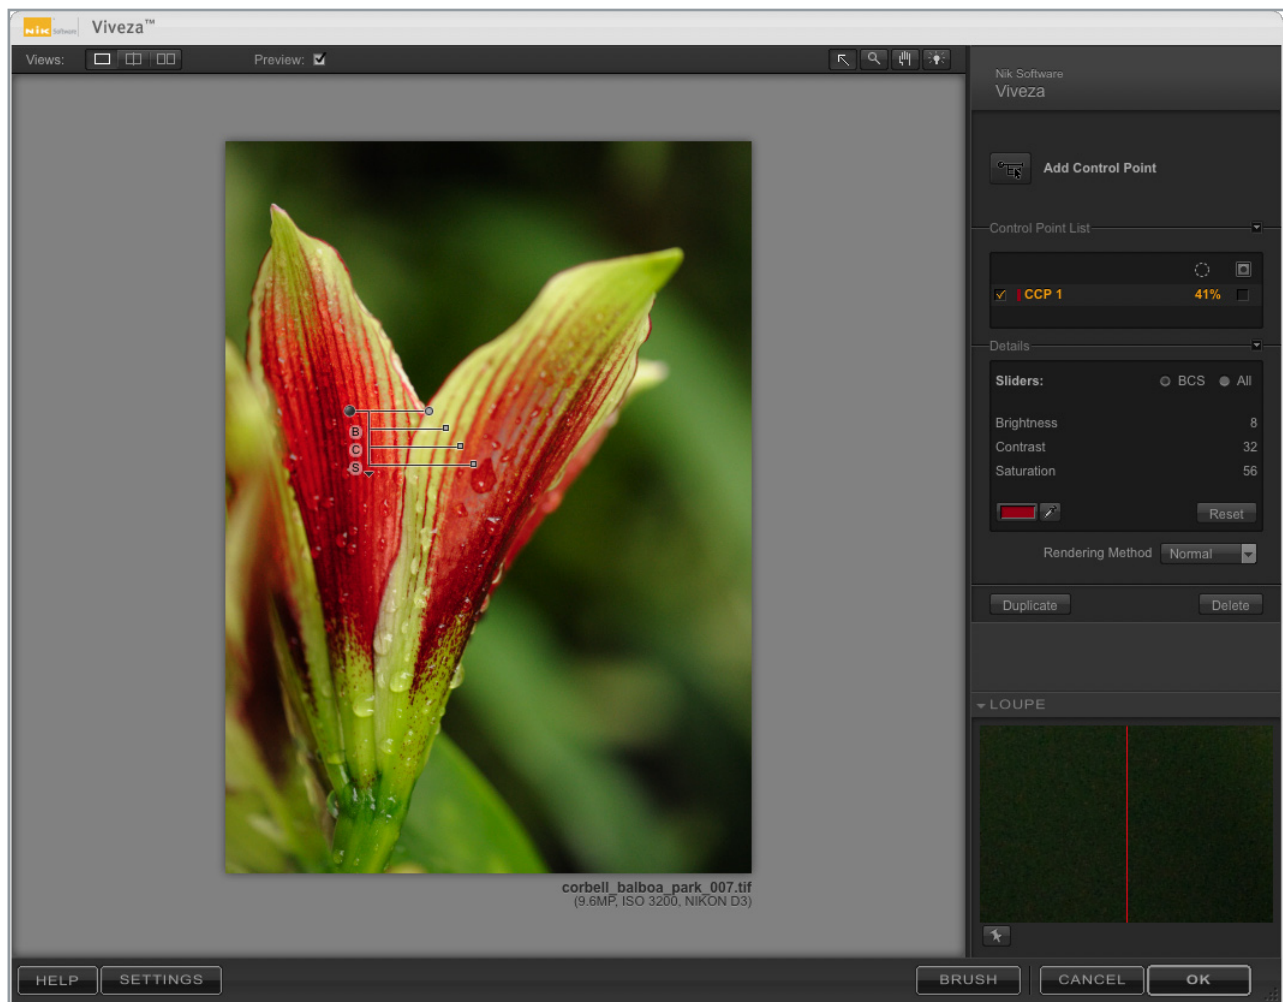 Nik Software Viveza™
Views:
Preview:
Nik Software
Viveza
Add Control Point
Control Point List
CCP 1 41%
Details
Sliders: BCS All
Brightness 8
Contrast 32
Saturation 56
Reset
Rendering Method Normal
Duplicate Delete
B
C
S
LOUPE
corbell_balboa_park_007.tif
(9.6MP, ISO 3200, NIKON D3)
HELP SETTINGS BRUSH CANCEL OK